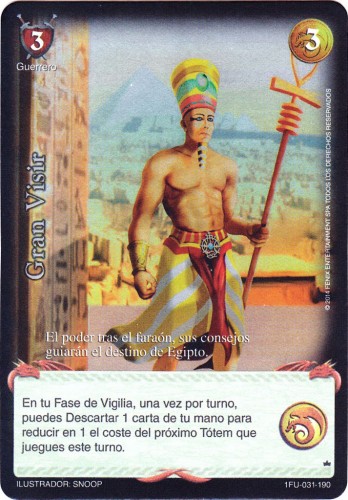 3
Guerrero
3
Gran Visir
© 2014 FENIX ENTERTAINMENT SPA TODOS LOS DERECHOS RESERVADOS
El poder tras el faraón, sus consejos
guiarán el destino de Egipto.
En tu Fase de Vigilia, una vez por turno,
puedes Descartar 1 carta de tu mano para
reducir en 1 el coste del próximo Tótem que
juegues este turno.
ILUSTRADOR: SNOOP
1FU-031-190